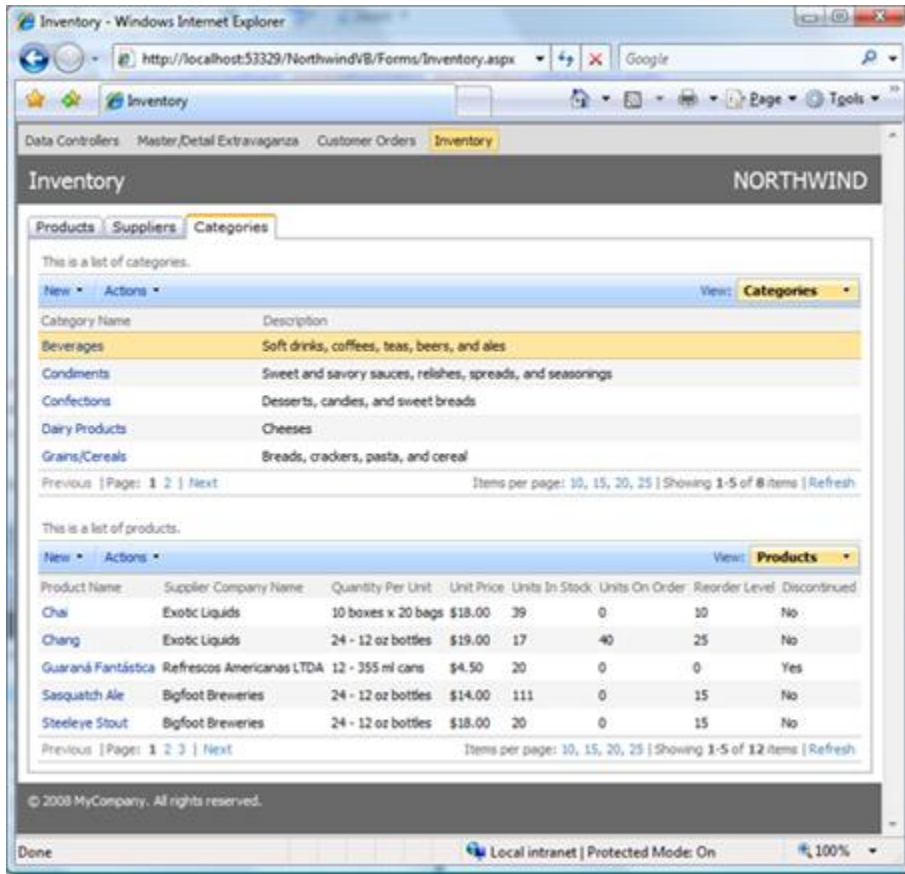 Inventory - Windows Internet Explorer
http://localhost:53329/NorthwindVB/Forms/Inventory.aspx Google
Inventory Page Tools
Data Controllers Master/Detail Extravaganza Customer Orders Inventory
Inventory NORTHWIND
Products Suppliers Categories
This is a list of categories.
New Actions View: Categories
Category Name Description
Beverages Soft drinks, coffees, teas, beers, and ales
Condiments Sweet and savory sauces, relishes, spreads, and seasonings
Confections Desserts, candies, and sweet breads
Dairy Products Cheeses
Grains/Cereals Breads, crackers, pasta, and cereal
Previous | Page: 1 2 | Next Items per page: 10, 15, 20, 25 | Showing 1-5 of 8 items | Refresh
This is a list of products.
New Actions View: Products
Product Name Supplier Company Name Quantity Per Unit Unit Price Units In Stock Units On Order Reorder Level Discontinued
Chai Exotic Liquids 10 boxes x 20 bags $18.00 39 0 10 No
Chang Exotic Liquids 24 - 12 oz bottles $19.00 17 40 25 No
Guaraná Fantástica Refrescos Americanas LTDA 12 - 355 ml cans $4.50 20 0 0 Yes
Sasquatch Ale Bigfoot Breweries 24 - 12 oz bottles $14.00 111 0 15 No
Steeleye Stout Bigfoot Breweries 24 - 12 oz bottles $18.00 20 0 15 No
Previous | Page: 1 2 3 | Next Items per page: 10, 15, 20, 25 | Showing 1-5 of 12 items | Refresh
© 2008 MyCompany. All rights reserved.
Done Local intranet | Protected Mode: On 100%